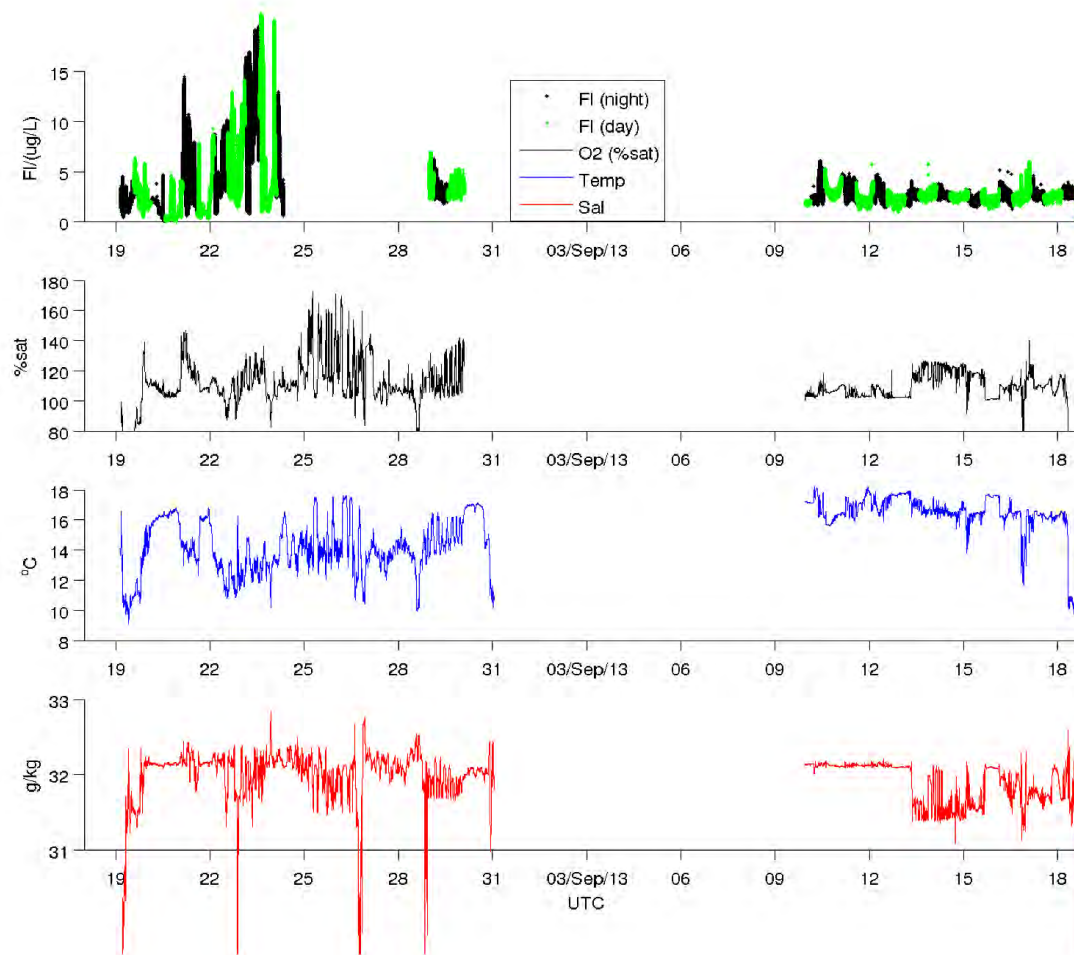 15
10
5
0
Fl/(ug/L)
Fl (night)
Fl (day)
O2 (%sat)
Temp
Sal
19 22 25 28 31 03/Sep/13 06 09 12 15 18
180
160
140
120
100
80
%sat
19 22 25 28 31 03/Sep/13 06 09 12 15 18
18
16
14
12
10
8
°C
19 22 25 28 31 03/Sep/13 06 09 12 15 18
33
32
31
g/kg
19 22 25 28 31 03/Sep/13 06 09 12 15 18
UTC